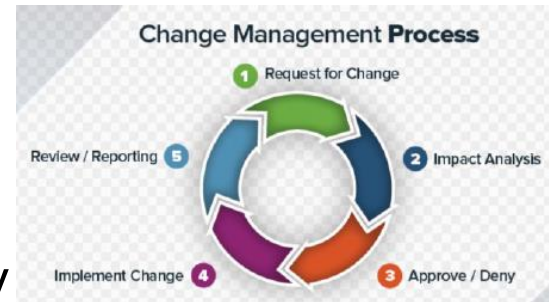 Change Management Process
1 Request for Change
2 Impact Analysis
3 Approve / Deny
4 Implement Change
5 Review / Reporting
y